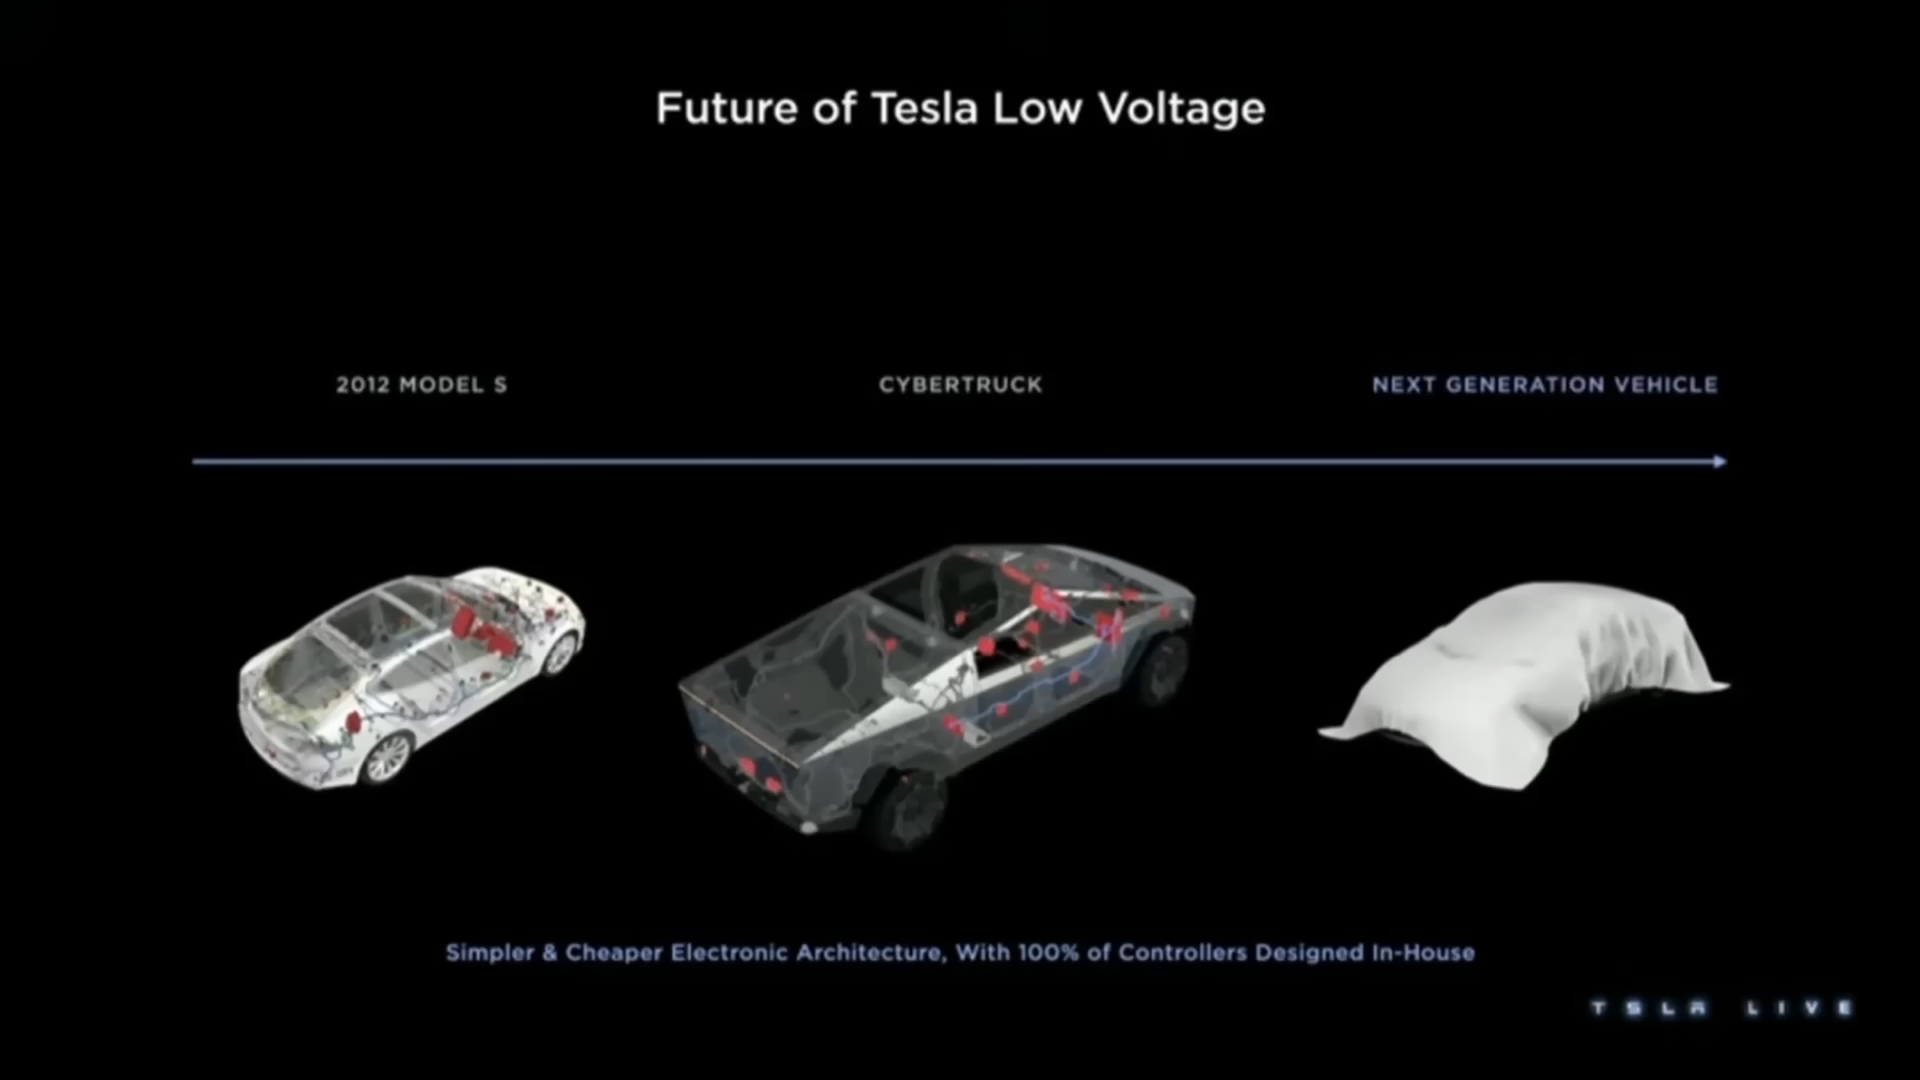 Future of Tesla Low Voltage
2012 MODEL S
CYBERTRUCK
NEXT GENERATION VEHICLE
Simpler & Cheaper Electronic Architecture, With 100% of Controllers Designed In-House
TSLA LIVE